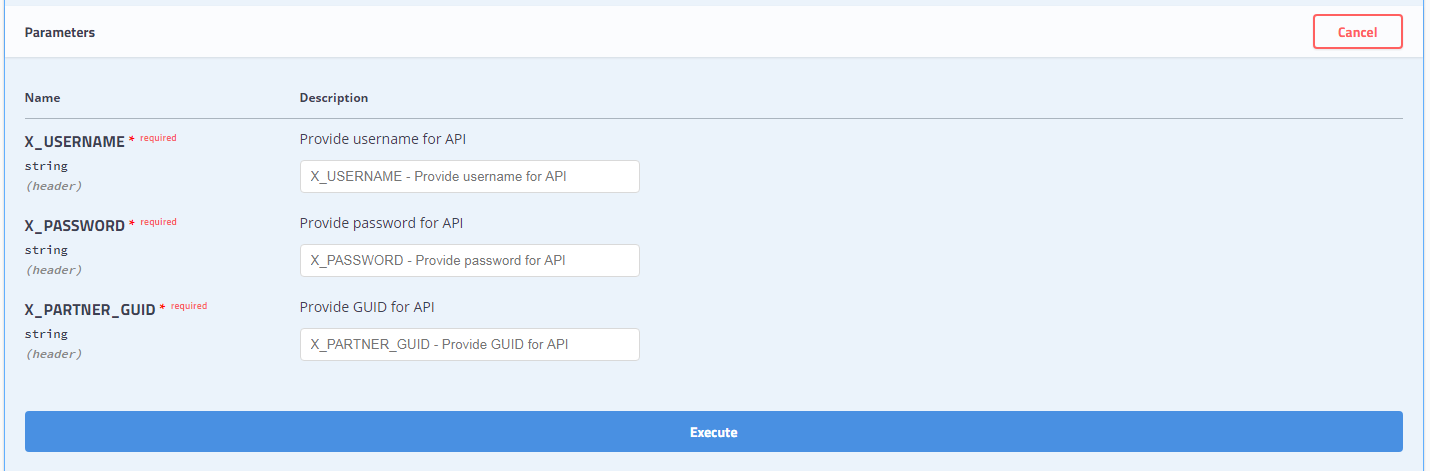 Parameters
Cancel
Name
Description
X_USERNAME * required
string
(header)
Provide username for API
X_USERNAME - Provide username for API
X_PASSWORD * required
string
(header)
Provide password for API
X_PASSWORD - Provide password for API
X_PARTNER_GUID * required
string
(header)
Provide GUID for API
X_PARTNER_GUID - Provide GUID for API
Execute